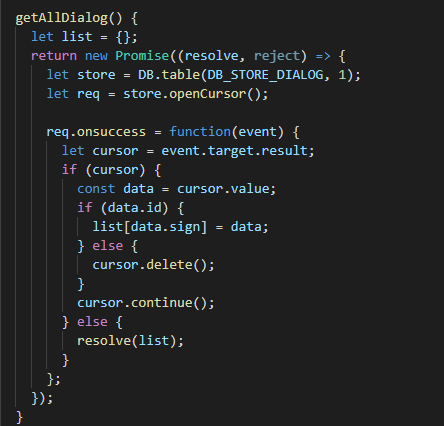 getAllDialog() {
  let list = {};
  return new Promise((resolve, reject) => {
    let store = DB.table(DB_STORE_DIALOG, 1);
    let req = store.openCursor();

    req.onsuccess = function(event) {
      let cursor = event.target.result;
      if (cursor) {
        const data = cursor.value;
        if (data.id) {
          list[data.sign] = data;
        } else {
          cursor.delete();
        }
        cursor.continue();
      } else {
        resolve(list);
      }
    };
  });
}